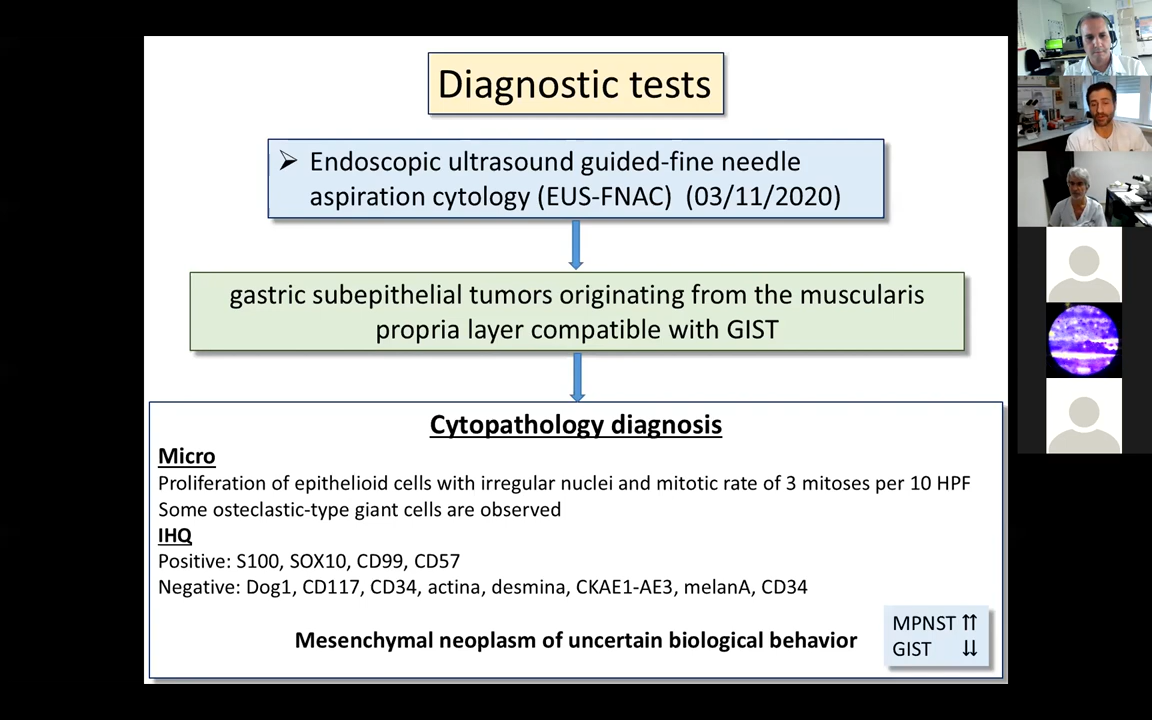 Diagnostic tests
➢ Endoscopic ultrasound guided-fine needle
aspiration cytology (EUS-FNAC) (03/11/2020)
gastric subepithelial tumors originating from the muscularis
propria layer compatible with GIST
Cytopathology diagnosis
Micro
Proliferation of epithelioid cells with irregular nuclei and mitotic rate of 3 mitoses per 10 HPF
Some osteclastic-type giant cells are observed
IHQ
Positive: S100, SOX10, CD99, CD57
Negative: Dog1, CD117, CD34, actina, desmina, CKAE1-AE3, melanA, CD34
Mesenchymal neoplasm of uncertain biological behavior
MPNST ⇈
GIST ⇊